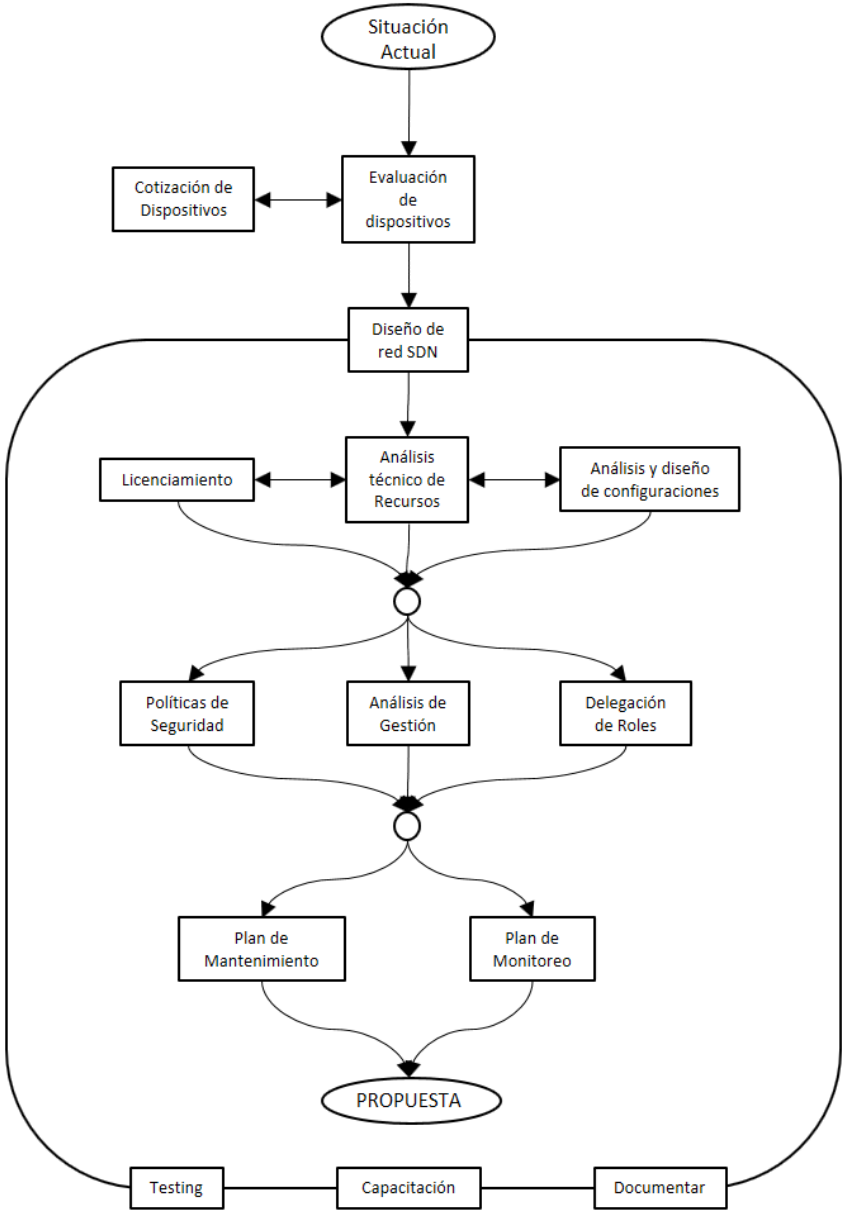 Situación
Actual
Cotización de
Dispositivos
Evaluación
de
dispositivos
Diseño de
red SDN
Licenciamiento
Análisis
técnico de
Recursos
Análisis y diseño
de configuraciones
Políticas de
Seguridad
Análisis de
Gestión
Delegación
de Roles
Plan de
Mantenimiento
Plan de
Monitoreo
PROPUESTA
Testing
Capacitación
Documentar